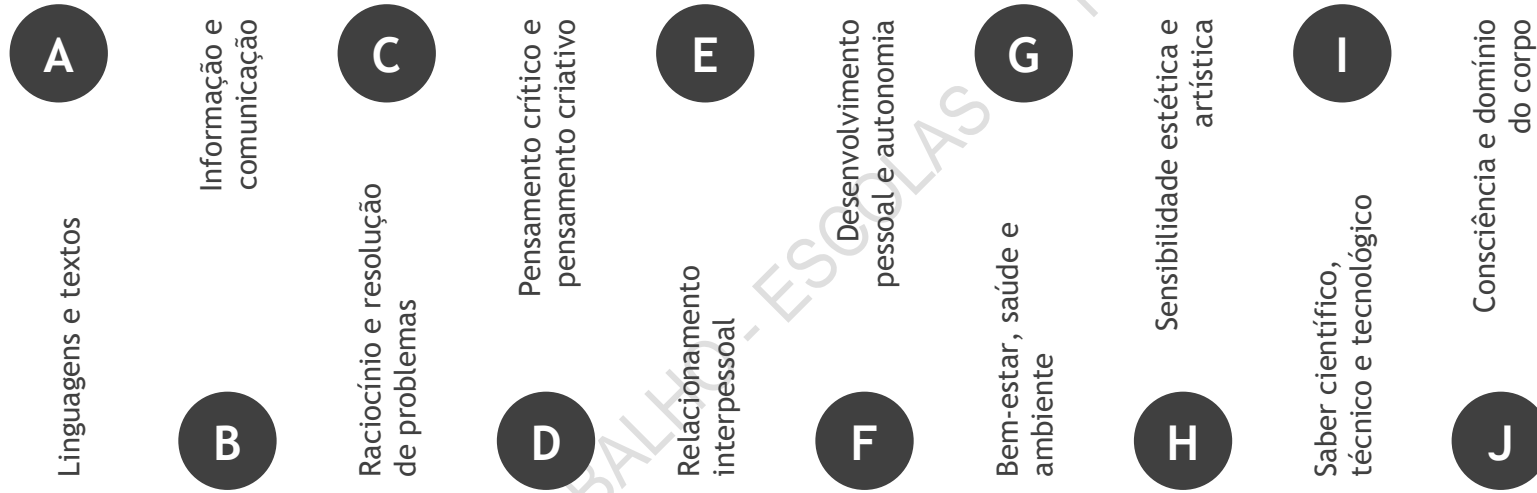 A
Linguagens e textos
Informação e
comunicação
B
C
Raciocínio e resolução
de problemas
Pensamento crítico e
pensamento criativo
D
E
Relacionamento
interpessoal
Desenvolvimento
pessoal e autonomia
F
G
Bem-estar, saúde e
ambiente
Sensibilidade estética e
artística
H
I
Saber científico,
técnico e tecnológico
Consciência e domínio
do corpo
J
- ESCOLAS